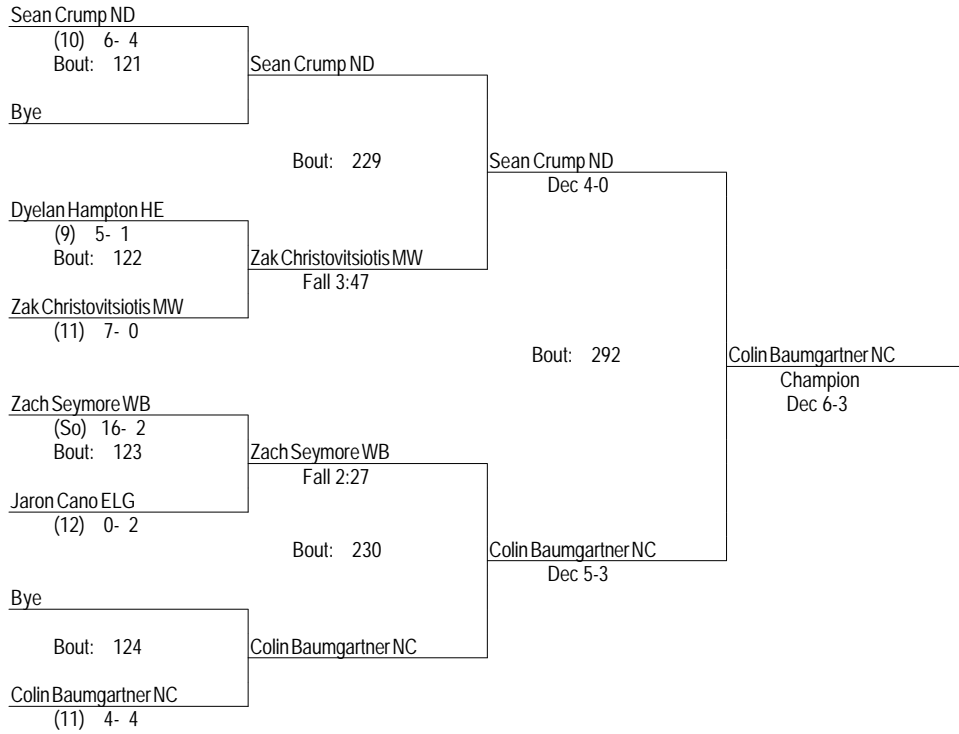 Sean Crump ND
(10) 6- 4
Bout: 121
Sean Crump ND
Bye
Bout: 229
Sean Crump ND
Dec 4-0
Dyelan Hampton HE
(9) 5- 1
Bout: 122
Zak Christovitsiotis MW
Fall 3:47
Zak Christovitsiotis MW
(11) 7- 0
Bout: 292
Colin Baumgartner NC
Champion
Dec 6-3
Zach Seymore WB
(So) 16- 2
Bout: 123
Zach Seymore WB
Fall 2:27
Jaron Cano ELG
(12) 0- 2
Bout: 230
Colin Baumgartner NC
Dec 5-3
Bye
Bout: 124
Colin Baumgartner NC
Colin Baumgartner NC
(11) 4- 4